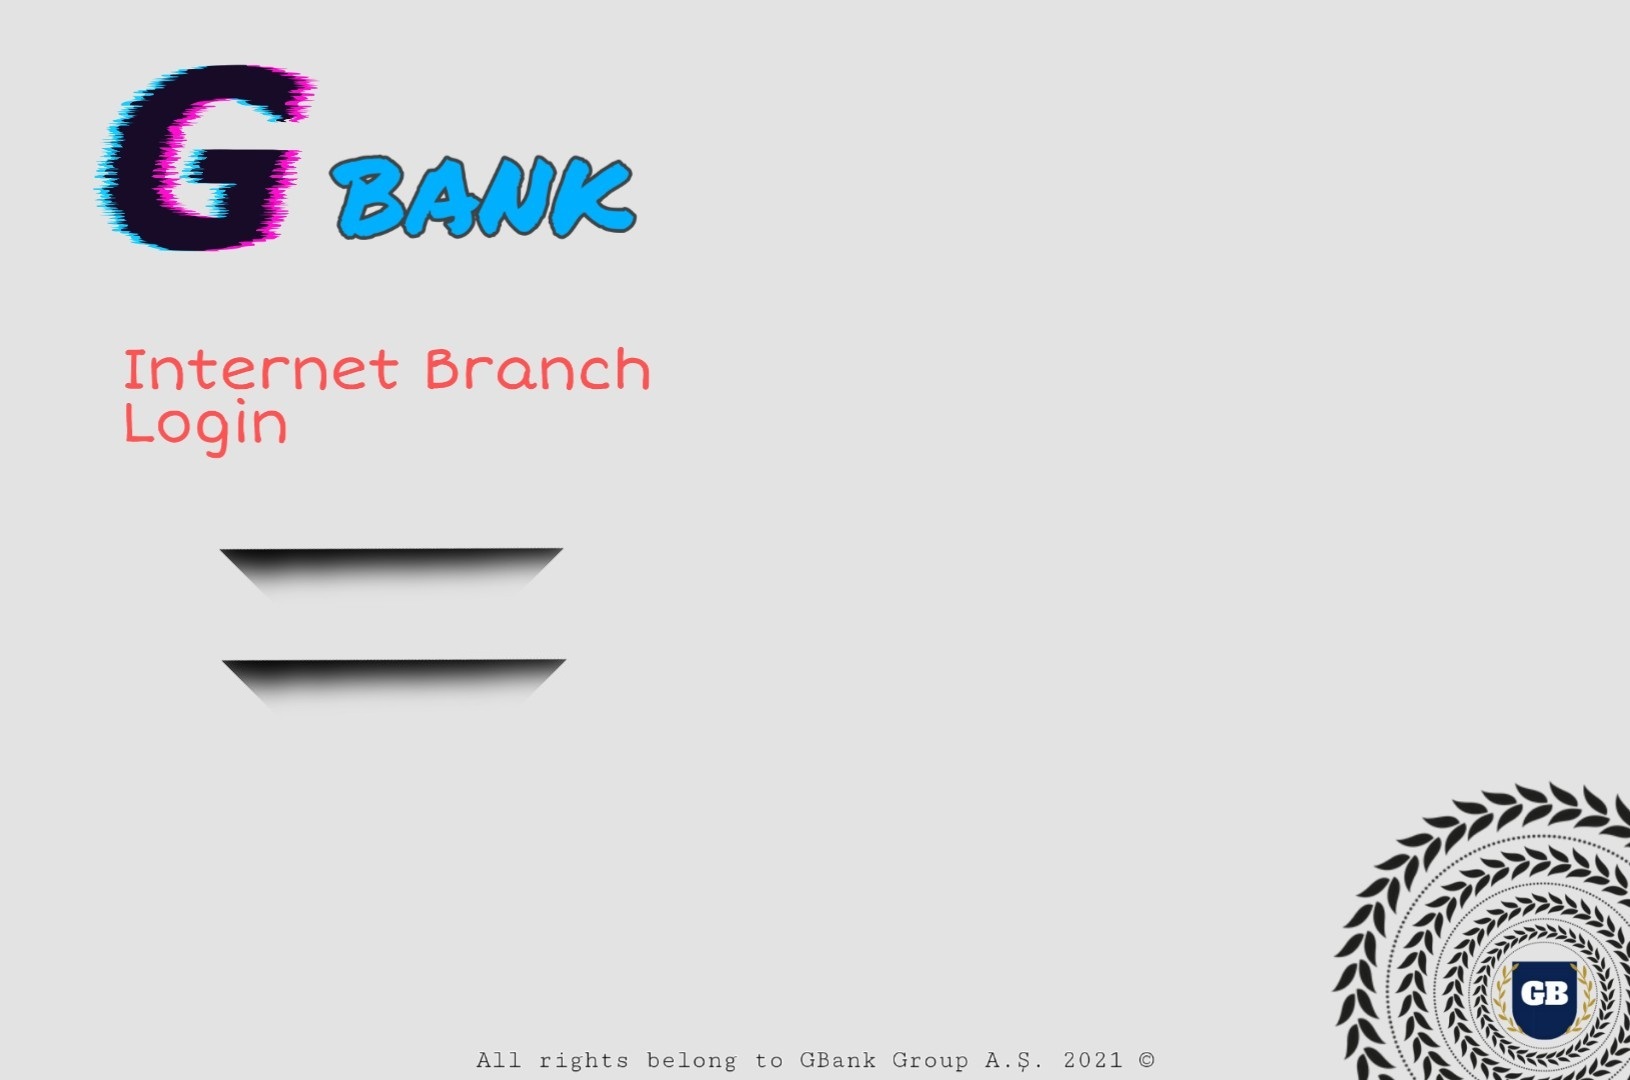 G BANK
Internet Branch
Login
GB
All rights belong to GBank Group A.Ş. 2021 ©